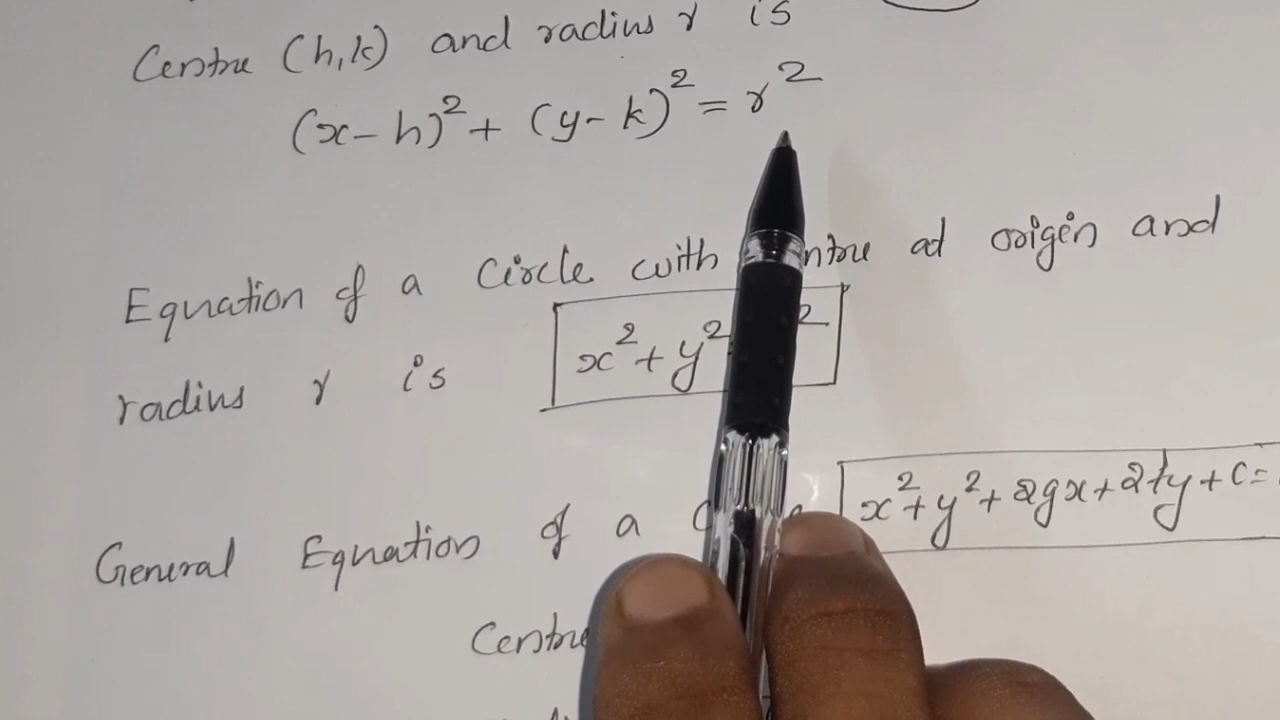 Centre (h,k) and radius r is
(x-h)²+(y-k)²=r²
Equation of a Circle with at origin and
radius r is x²+y² 2
General Equation of a x²+y²+2gx+2fy+c=
Centre